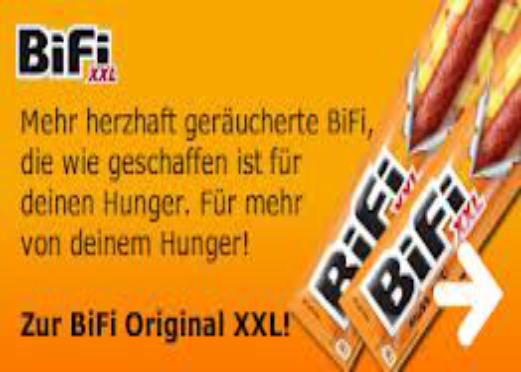 BiFi
XXL
Mehr herzhaft geräucherte BiFi,
die wie geschaffen ist für
deinen Hunger. Für mehr
von deinem Hunger!
Zur BiFi Original XXL!
BiFi
XXL
BiFi
XXL